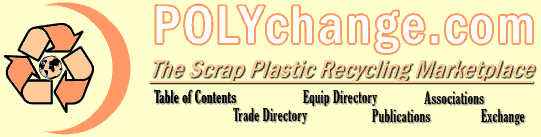 POLYchange.com
The Scrap Plastic Recycling Marketplace
Table of Contents Equip Directory Associations
Trade Directory Publications Exchange